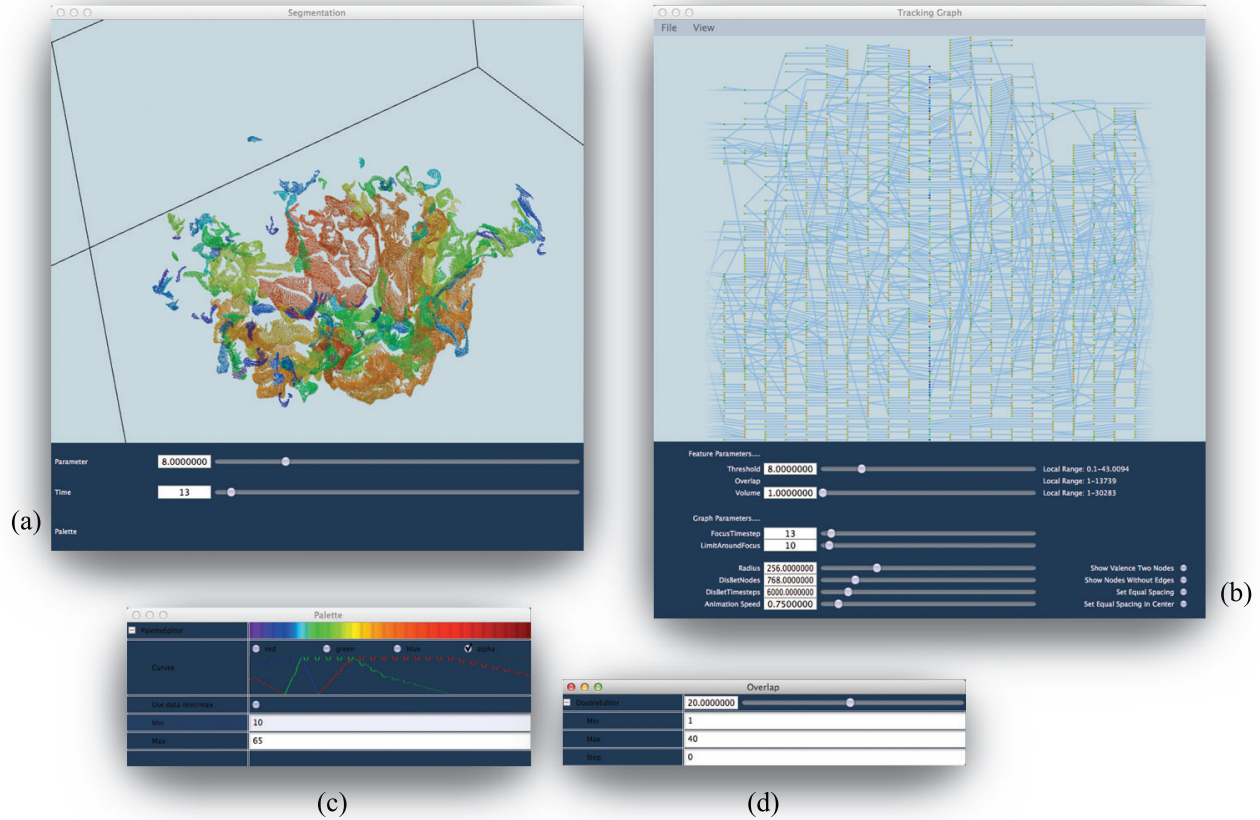 Segmentation
Parameter 8.0000000
Time 13
Palette
(a)
Tracking Graph
File View
Feature Parameters....
Threshold 8.0000000 Local Range: 0.1-43.0094
Overlap Local Range: 1-13739
Volume 1.0000000 Local Range: 1-30283
Graph Parameters....
FocusTimestep 13
LimitAroundFocus 10
Radius 256.0000000 Show Valence Two Nodes
DisBetNodes 768.0000000 Show Nodes Without Edges
DisBetTimesteps 6000.0000000 Set Equal Spacing
Animation Speed 0.7500000 Set Equal Spacing in Center
(b)
Palette
PaletteEditor
red green blue alpha
Curves:
Use data min/max
Min 10
Max 65
(c)
Overlap
DoubleEditor 20.0000000
Min 1
Max 40
Step 0
(d)